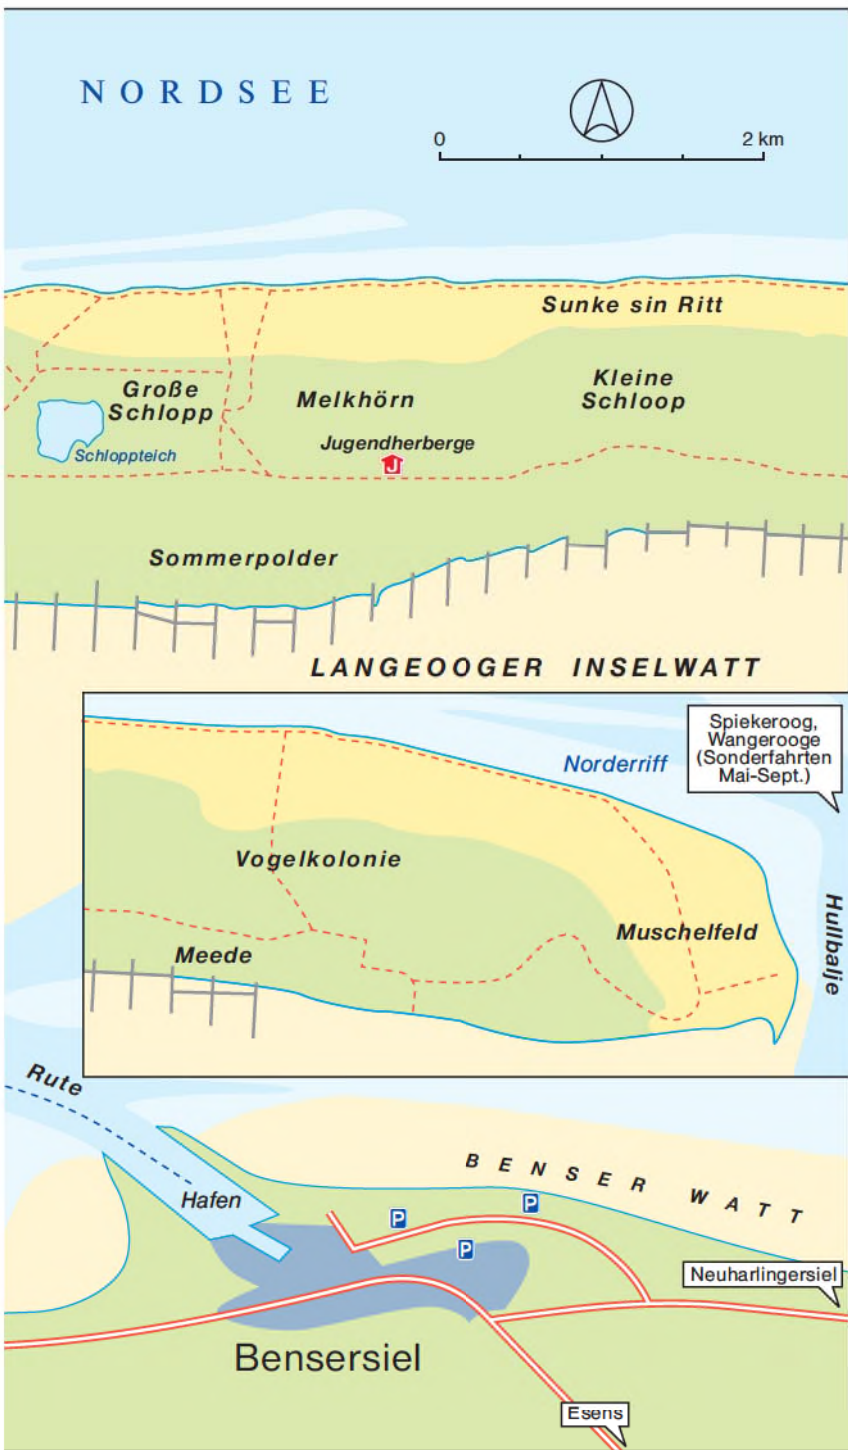 NORDSEE
0 2 km
Sunke sin Ritt
Große
Schlopp
Melkhörn
Kleine
Schloop
Jugendherberge
J
Schloppteich
Sommerpolder
LANGEOOGER INSELWATT
Spiekeroog,
Wangerooge
(Sonderfahrten
Mai-Sept.)
Norderriff
Vogelkolonie
Hullbalje
Muschelfeld
Meede
Rute
BENSER WATT
Hafen
P
P
P
Neuharlingersiel
Bensersiel
Esens